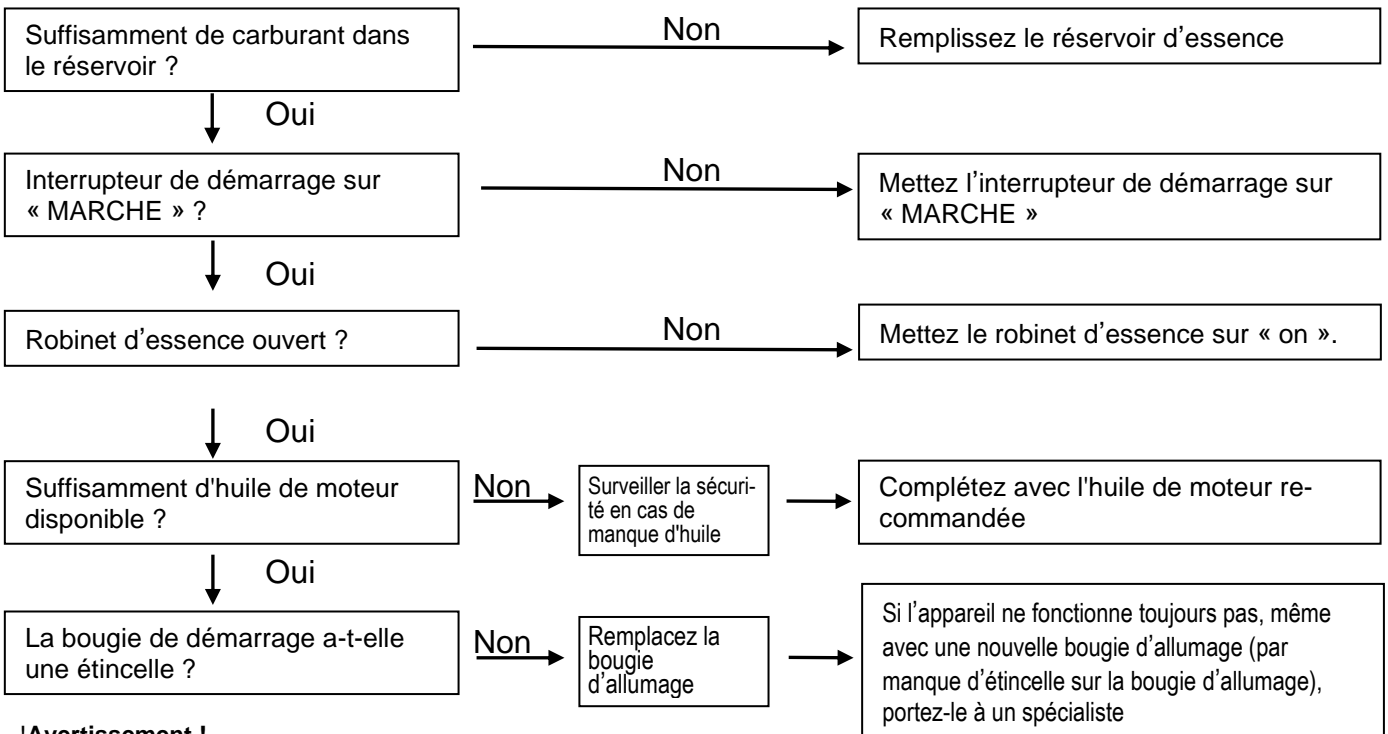 Suffisamment de carburant dans
le réservoir ?
Non
Remplissez le réservoir d’essence
Oui
Interrupteur de démarrage sur
« MARCHE » ?
Non
Mettez l’interrupteur de démarrage sur
« MARCHE »
Oui
Robinet d’essence ouvert ?
Non
Mettez le robinet d’essence sur « on ».
Oui
Suffisamment d'huile de moteur
disponible ?
Non
Surveiller la sécuri-
té en cas de
manque d'huile
Complétez avec l'huile de moteur re-
commandée
Oui
La bougie de démarrage a-t-elle
une étincelle ?
Non
Remplacez la
bougie
d’allumage
Si l’appareil ne fonctionne toujours pas, même
avec une nouvelle bougie d’allumage (par
manque d’étincelle sur la bougie d’allumage),
portez-le à un spécialiste
!Avertissement !